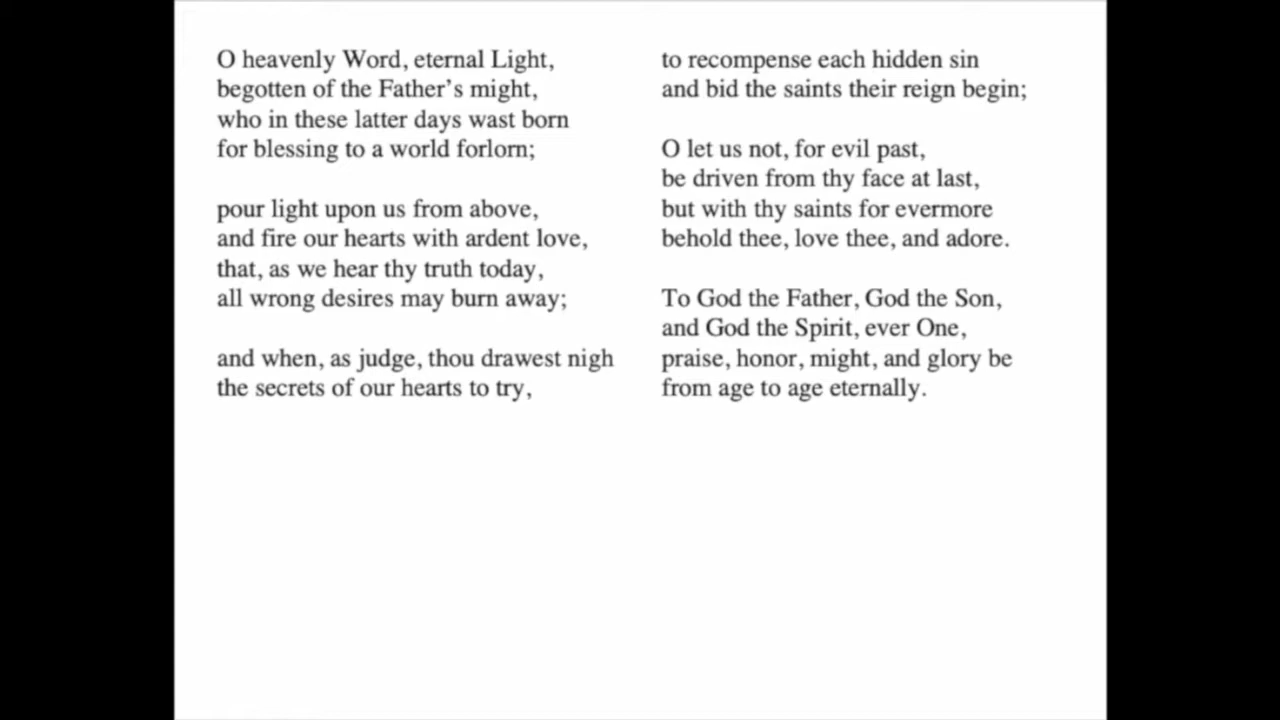 O heavenly Word, eternal Light,
begotten of the Father's might,
who in these latter days wast born
for blessing to a world forlorn;

pour light upon us from above,
and fire our hearts with ardent love,
that, as we hear thy truth today,
all wrong desires may burn away;

and when, as judge, thou drawest nigh
the secrets of our hearts to try,
to recompense each hidden sin
and bid the saints their reign begin;

O let us not, for evil past,
be driven from thy face at last,
but with thy saints for evermore
behold thee, love thee, and adore.

To God the Father, God the Son,
and God the Spirit, ever One,
praise, honor, might, and glory be
from age to age eternally.